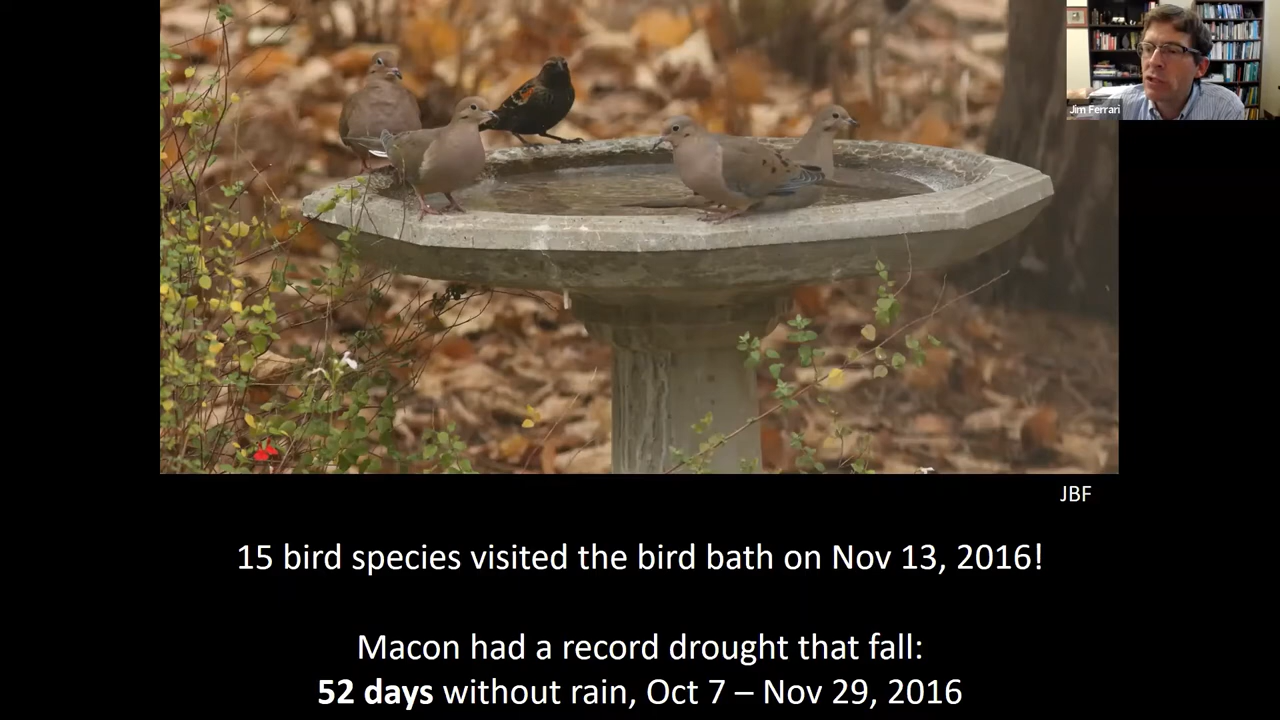 Jim Ferrari
JBF
15 bird species visited the bird bath on Nov 13, 2016!
Macon had a record drought that fall:
52 days without rain, Oct 7 – Nov 29, 2016